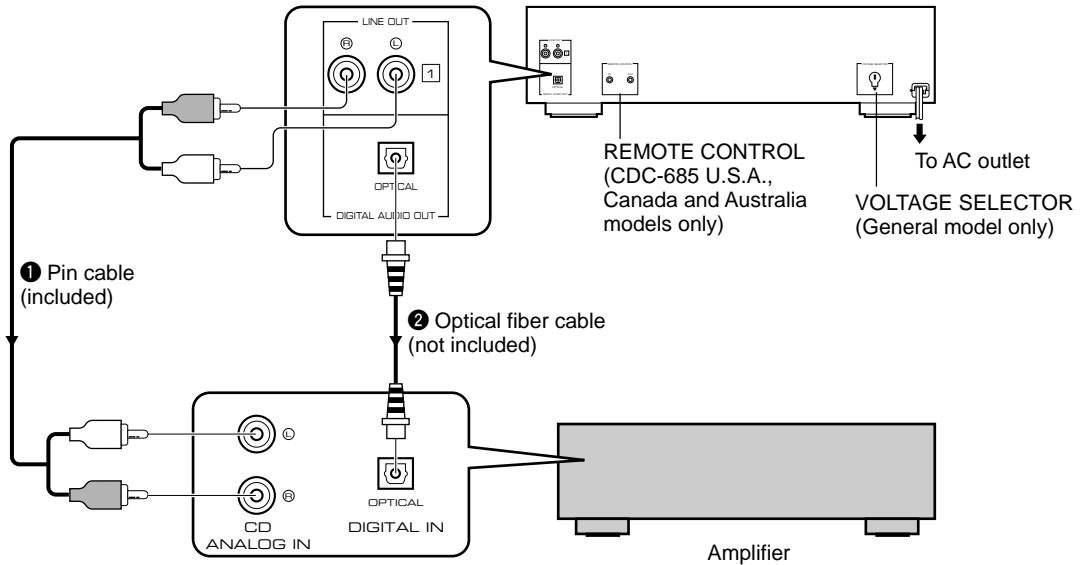 LINE OUT
R
L
1
OPTICAL
DIGITAL AUDIO OUT
REMOTE CONTROL
(CDC-685 U.S.A.,
Canada and Australia
models only)
To AC outlet
VOLTAGE SELECTOR
(General model only)
❶ Pin cable
(included)
❷ Optical fiber cable
(not included)
L
R
CD
ANALOG IN
OPTICAL
DIGITAL IN
Amplifier